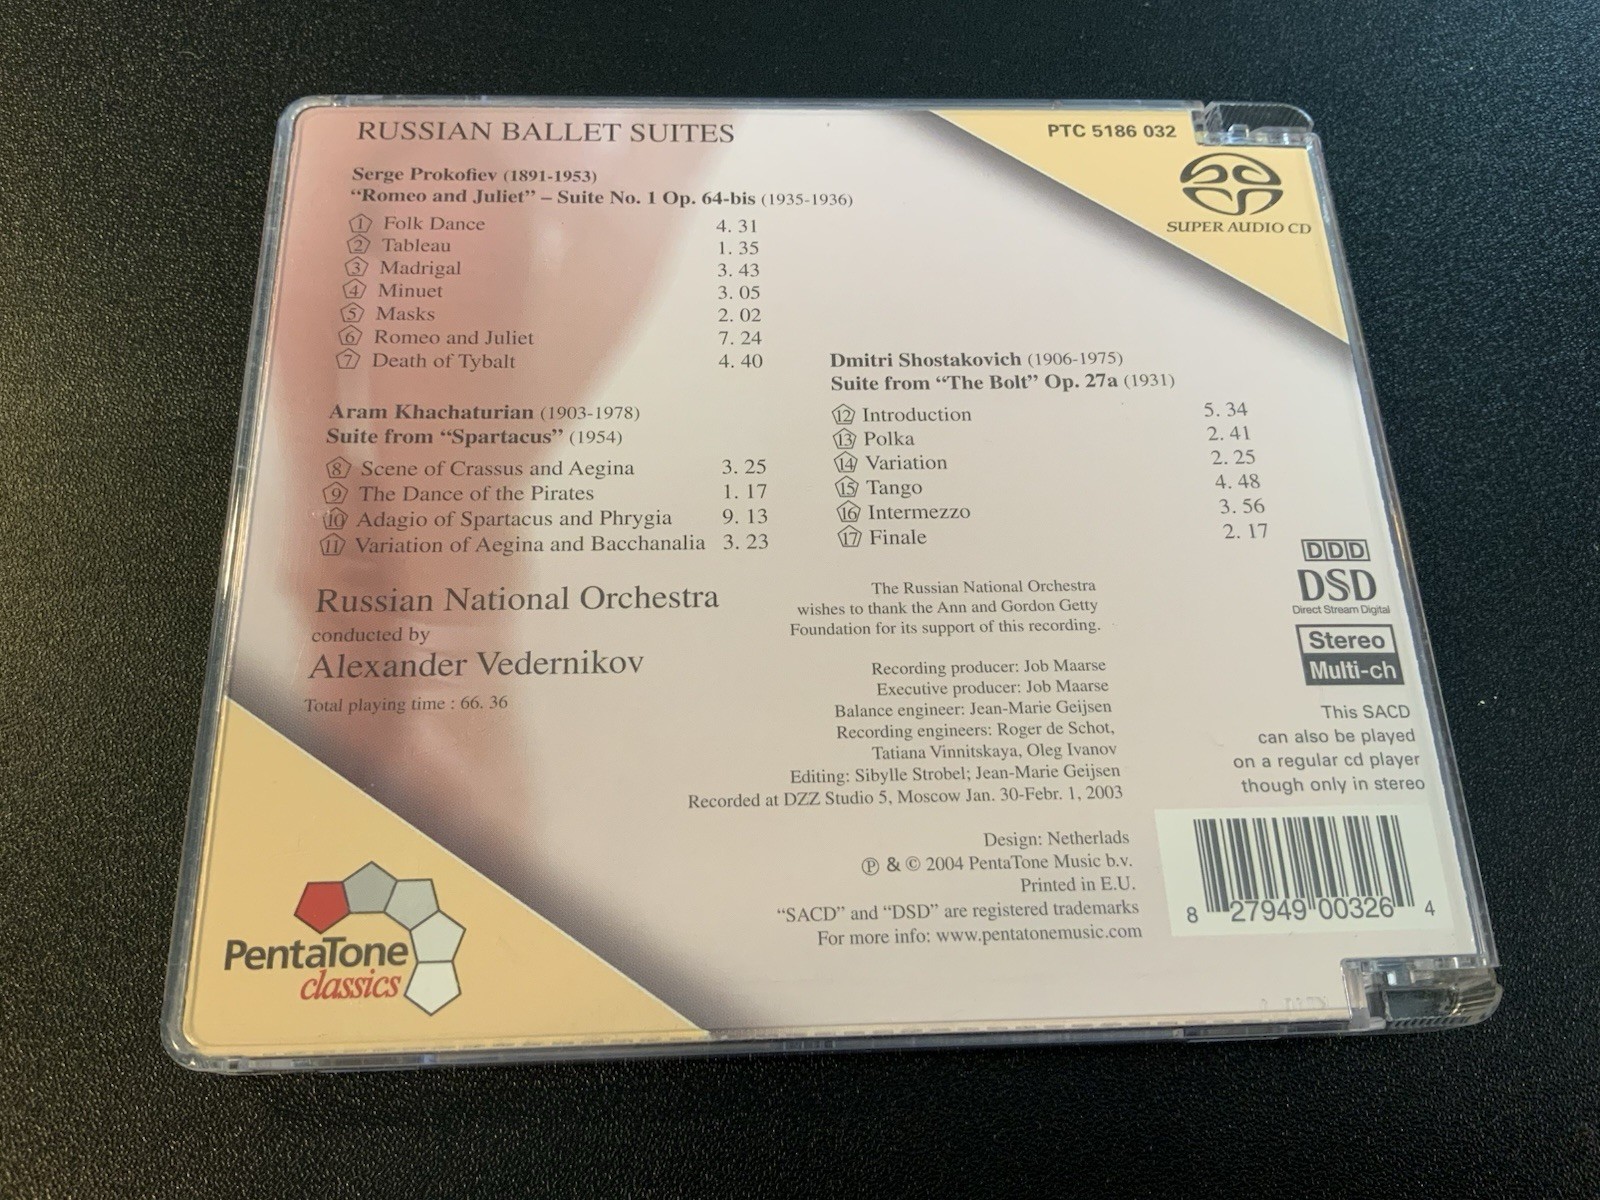 RUSSIAN BALLET SUITES
PTC 5186 032
SUPER AUDIO CD
Serge Prokofiev (1891-1953)
“Romeo and Juliet” – Suite No. 1 Op. 64-bis (1935-1936)
1 Folk Dance 4. 31
2 Tableau 1. 35
3 Madrigal 3. 43
4 Minuet 3. 05
5 Masks 2. 02
6 Romeo and Juliet 7. 24
7 Death of Tybalt 4. 40
Aram Khachaturian (1903-1978)
Suite from “Spartacus” (1954)
8 Scene of Crassus and Aegina 3. 25
9 The Dance of the Pirates 1. 17
10 Adagio of Spartacus and Phrygia 9. 13
11 Variation of Aegina and Bacchanalia 3. 23
Dmitri Shostakovich (1906-1975)
Suite from “The Bolt” Op. 27a (1931)
12 Introduction 5. 34
13 Polka 2. 41
14 Variation 2. 25
15 Tango 4. 48
16 Intermezzo 3. 56
17 Finale 2. 17
Russian National Orchestra
conducted by
Alexander Vedernikov
Total playing time : 66. 36
The Russian National Orchestra
wishes to thank the Ann and Gordon Getty
Foundation for its support of this recording.
Recording producer: Job Maarse
Executive producer: Job Maarse
Balance engineer: Jean-Marie Geijsen
Recording engineers: Roger de Schot,
Tatiana Vinnitskaya, Oleg Ivanov
Editing: Sibylle Strobel; Jean-Marie Geijsen
Recorded at DZZ Studio 5, Moscow Jan. 30-Febr. 1, 2003
Design: Netherlads
℗ & © 2004 PentaTone Music b.v.
Printed in E.U.
“SACD” and “DSD” are registered trademarks
For more info: www.pentatonemusic.com
DDD
DSD
Direct Stream Digital
Stereo
Multi-ch
This SACD
can also be played
on a regular cd player
though only in stereo
8 27949 00326 4
PentaTone
classics